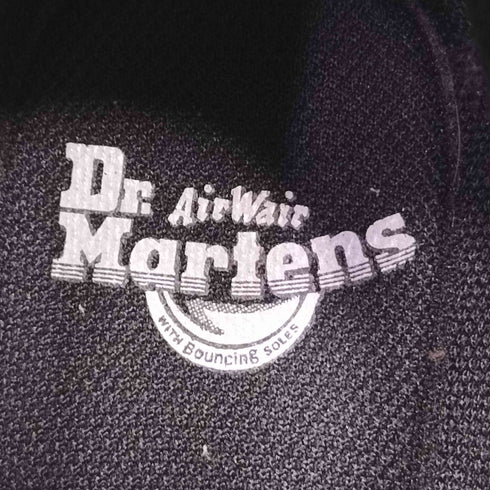 Dr. AirWair
Martens
WITH BOUNCING SOLES